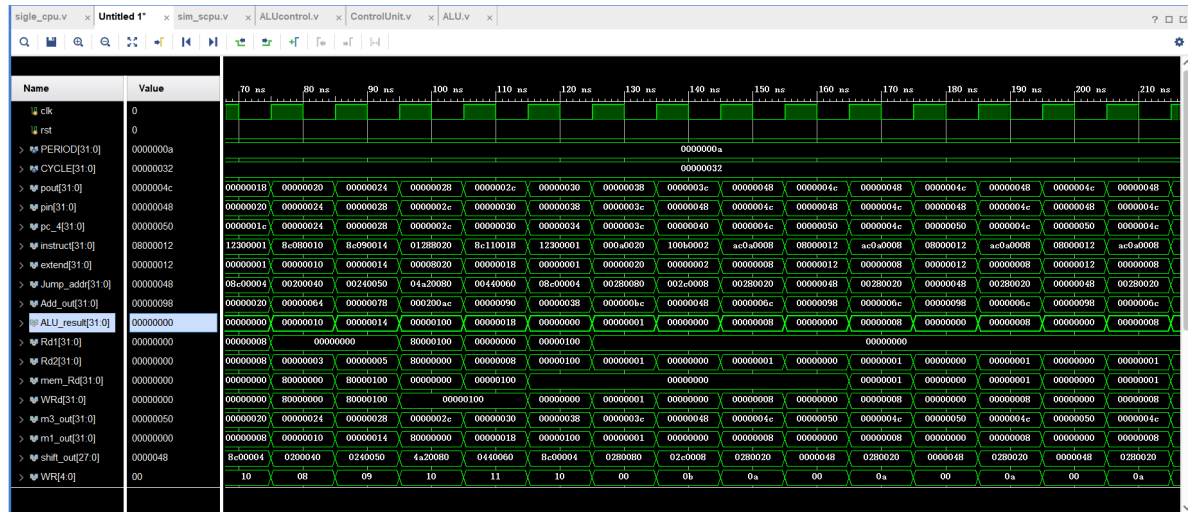 sigle_cpu.v × Untitled 1* × sim_scpu.v × ALUcontrol.v × ControlUnit.v × ALU.v ×
Name Value 70 ns 80 ns 90 ns 100 ns 110 ns 120 ns 130 ns 140 ns 150 ns 160 ns 170 ns 180 ns 190 ns 200 ns 210 ns
clk 0
rst 0
PERIOD[31:0] 0000000a 0000000a
CYCLE[31:0] 00000032 00000032
pout[31:0] 0000004c 00000018 00000020 00000024 00000028 0000002c 00000030 00000038 0000003c 00000048 0000004c 00000048 0000004c 00000048 0000004c 00000048
pin[31:0] 00000048 00000020 00000024 00000028 0000002c 00000030 00000038 0000003c 00000048 0000004c 00000048 0000004c 00000048 0000004c 00000048 0000004c
pc_4[31:0] 00000050 0000001c 00000024 00000028 0000002c 00000030 00000034 0000003c 00000040 0000004c 00000050 0000004c 00000050 0000004c 00000050 0000004c
instruct[31:0] 08000012 12300001 8c080010 8c090014 01288020 8c110018 12300001 000a0020 100b0002 ac0a0008 08000012 ac0a0008 08000012 ac0a0008 08000012 ac0a0008
extend[31:0] 00000012 00000001 00000010 00000014 00008020 00000018 00000001 00000020 00000002 00000008 00000012 00000008 00000012 00000008 00000012 00000008
Jump_addr[31:0] 00000048 08c00004 00200040 00240050 04a20080 00440060 08c00004 00280080 002c0008 00280020 00000048 00280020 00000048 00280020 00000048 00280020
Add_out[31:0] 00000098 00000020 00000064 00000078 000200ac 00000090 00000038 000000bc 00000048 0000006c 00000098 0000006c 00000098 0000006c 00000098 0000006c
ALU_result[31:0] 00000000 00000000 00000010 00000014 00000100 00000018 00000000 00000001 00000000 00000008 00000000 00000008 00000000 00000008 00000000 00000008
Rd1[31:0] 00000000 00000008 00000000 80000100 00000000 00000100 00000000
Rd2[31:0] 00000000 00000008 00000003 00000005 80000000 00000008 00000100 00000001 00000000 00000001 00000000 00000001 00000000 00000001 00000000 00000001
mem_Rd[31:0] 00000000 00000000 80000000 80000100 00000000 00000100 00000000 00000001 00000000 00000001 00000000 00000001
WRd[31:0] 00000000 00000000 80000000 80000100 00000100 00000000 00000001 00000000 00000008 00000000 00000008 00000000 00000008 00000000 00000008
m3_out[31:0] 00000050 00000020 00000024 00000028 0000002c 00000030 00000038 0000003c 00000048 0000004c 00000050 0000004c 00000050 0000004c 00000050 0000004c
m1_out[31:0] 00000000 00000008 00000010 00000014 80000000 00000018 00000100 00000001 00000000 00000008 00000000 00000008 00000000 00000008 00000000 00000008
shift_out[27:0] 0000048 8c00004 0200040 0240050 4a20080 0440060 8c00004 0280080 02c0008 0280020 0000048 0280020 0000048 0280020 0000048 0280020
WR[4:0] 00 10 08 09 10 11 10 00 0b 0a 00 0a 00 0a 00 0a